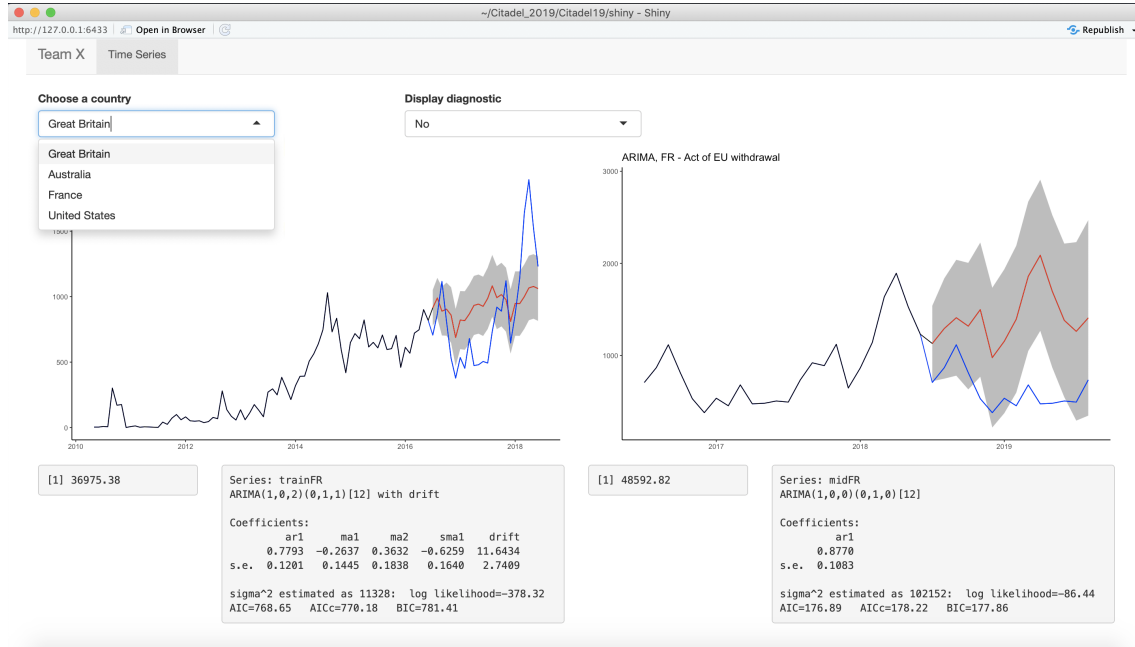 ~/Citadel_2019/Citadel19/shiny - Shiny
http://127.0.0.1:6433 Open in Browser Republish
Team X Time Series
Choose a country
Great Britain
Great Britain
Australia
France
United States
Display diagnostic
No
1500
1000
500
0
2010 2012 2014 2016 2018
ARIMA, FR - Act of EU withdrawal
3000
2000
1000
2017 2018 2019
[1] 36975.38
Series: trainFR
ARIMA(1,0,2)(0,1,1)[12] with drift
Coefficients:
ar1 ma1 ma2 sma1 drift
0.7793 -0.2637 0.3632 -0.6259 11.6434
s.e. 0.1201 0.1445 0.1838 0.1640 2.7409
sigma^2 estimated as 11328: log likelihood=-378.32
AIC=768.65 AICc=770.18 BIC=781.41
[1] 48592.82
Series: midFR
ARIMA(1,0,0)(0,1,0)[12]
Coefficients:
ar1
0.8770
s.e. 0.1083
sigma^2 estimated as 102152: log likelihood=-86.44
AIC=176.89 AICc=178.22 BIC=177.86